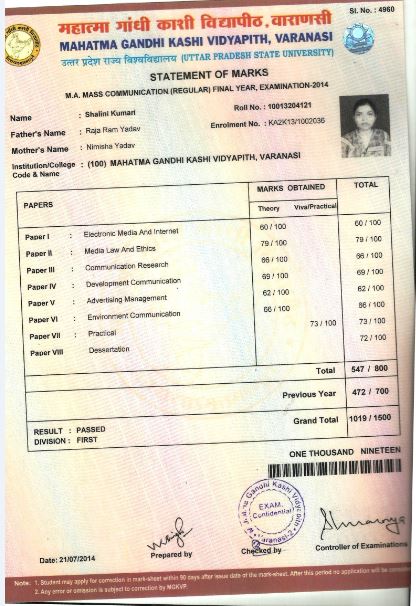 Sl. No. : 4960
महात्मा गांधी काशी विद्यापीठ, वाराणसी
MAHATMA GANDHI KASHI VIDYAPITH, VARANASI
उत्तर प्रदेश राज्य विश्वविद्यालय (UTTAR PRADESH STATE UNIVERSITY)
STATEMENT OF MARKS
M.A. MASS COMMUNICATION (REGULAR) FINAL YEAR, EXAMINATION-2014
Roll No. : 10013204121
Name : Shalini Kumari
Enrolment No. : KA2K13/1002036
Father's Name : Raja Ram Yadav
Mother's Name : Nimisha Yadav
Institution/College : (100) MAHATMA GANDHI KASHI VIDYAPITH, VARANASI
Code & Name
PAPERS MARKS OBTAINED TOTAL
Theory Viva/Practical
Paper I : Electronic Media And Internet 60 / 100 60 / 100
Paper II : Media Law And Ethics 79 / 100 79 / 100
Paper III : Communication Research 66 / 100 66 / 100
Paper IV : Development Communication 69 / 100 69 / 100
Paper V : Advertising Management 62 / 100 62 / 100
Paper VI : Environment Communication 66 / 100 66 / 100
Paper VII : Practical 73 / 100 73 / 100
Paper VIII Dessertation 72 / 100
Total 547 / 800
Previous Year 472 / 700
Grand Total 1019 / 1500
RESULT : PASSED
DIVISION : FIRST
ONE THOUSAND NINETEEN
Gandhi Kashi Vidyapith
EXAM.
Confidential
Varanasi-2
Date: 21/07/2014
Prepared by
Checked by
Controller of Examinations
Note: 1. Student may apply for correction in mark-sheet within 90 days after issue date of the mark-sheet. After this period no application will be
2. Any error or omission is subject to correction by MGKVP.